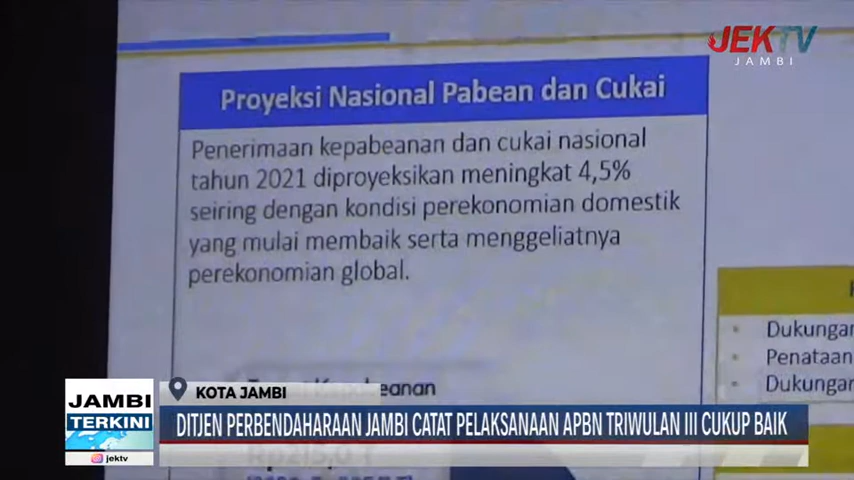 JEKTV
JAMBI
Proyeksi Nasional Pabean dan Cukai
Penerimaan kepabeanan dan cukai nasional
tahun 2021 diproyeksikan meningkat 4,5%
seiring dengan kondisi perekonomian domestik
yang mulai membaik serta menggeliatnya
perekonomian global.
Dukungan
Penataan
Dukungan
JAMBI
TERKINI
jektv
KOTA JAMBI
DITJEN PERBENDAHARAAN JAMBI CATAT PELAKSANAAN APBN TRIWULAN III CUKUP BAIK